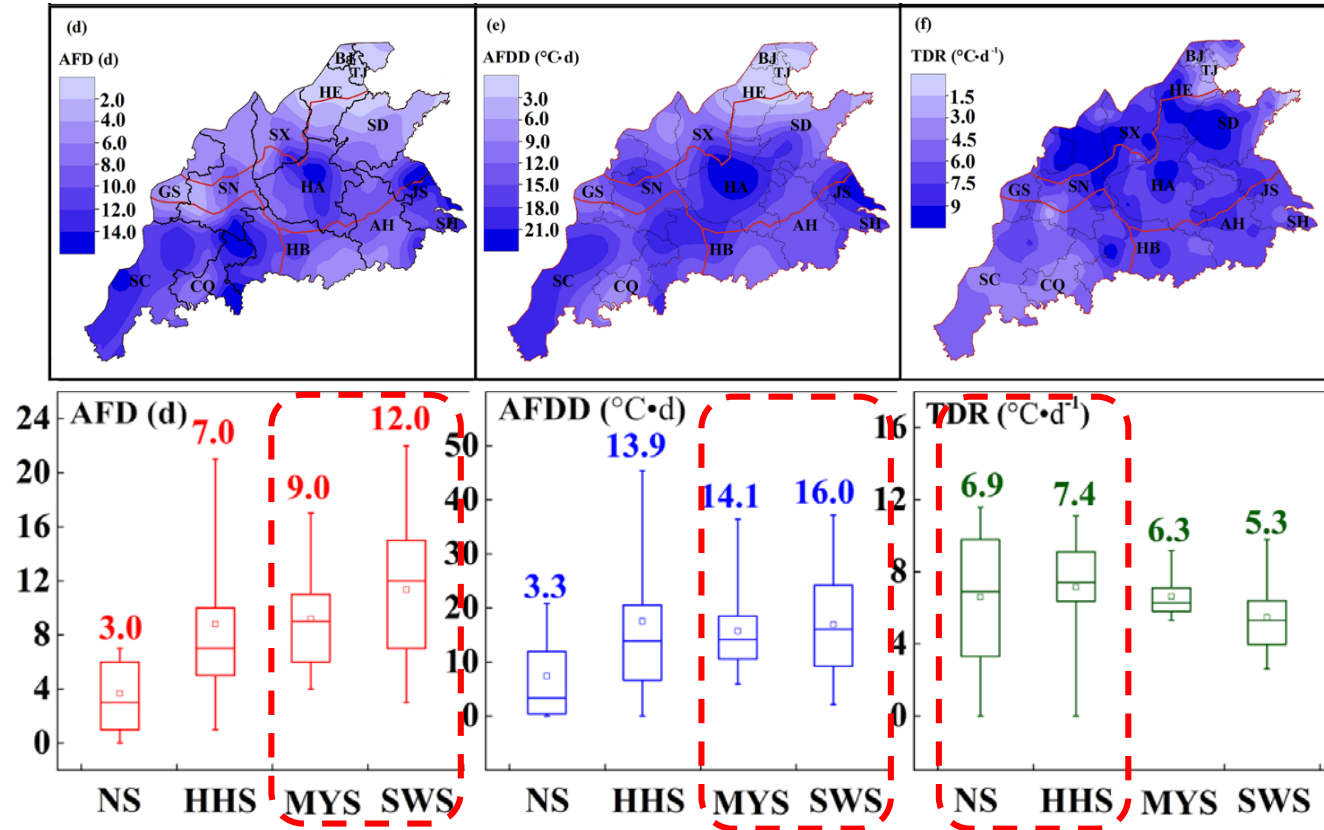 (d)
AFD (d)
2.0
4.0
6.0
8.0
10.0
12.0
14.0
BJ
TJ
HE
SD
SX
GS
SN
HA
JS
AH
SH
HB
SC
CQ
(e)
AFDD (°C•d)
3.0
6.0
9.0
12.0
15.0
18.0
21.0
BJ
TJ
HE
SD
SX
GS
SN
HA
JS
AH
SH
HB
SC
CQ
(f)
TDR (°C•d⁻¹)
1.5
3.0
4.5
6.0
7.5
9
BJ
TJ
HE
SD
SX
GS
SN
HA
JS
AH
SH
HB
SC
CQ
AFD (d)
24
20
16
12
8
4
0
3.0
7.0
9.0
12.0
NS HHS MYS SWS
AFDD (°C•d)
50
40
30
20
10
0
3.3
13.9
14.1
16.0
NS HHS MYS SWS
TDR (°C•d⁻¹)
16
12
8
4
0
6.9
7.4
6.3
5.3
NS HHS MYS SWS